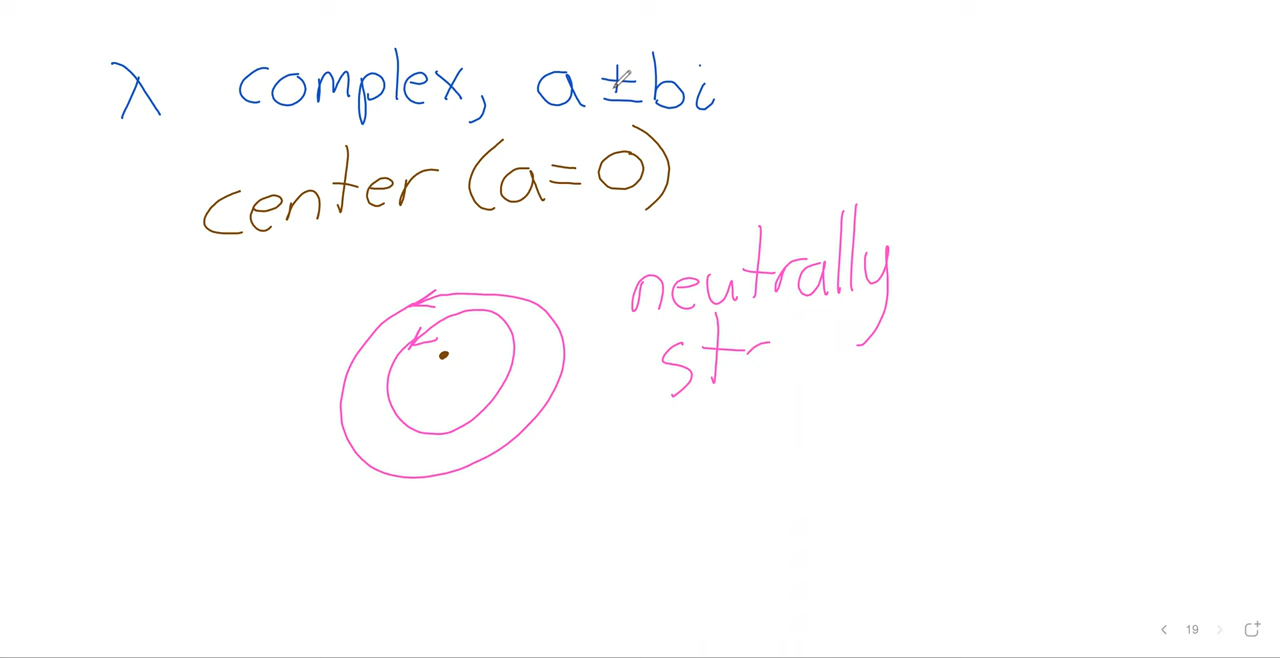 λ complex, a ± bi
center (a=0)
neutrally
st
19